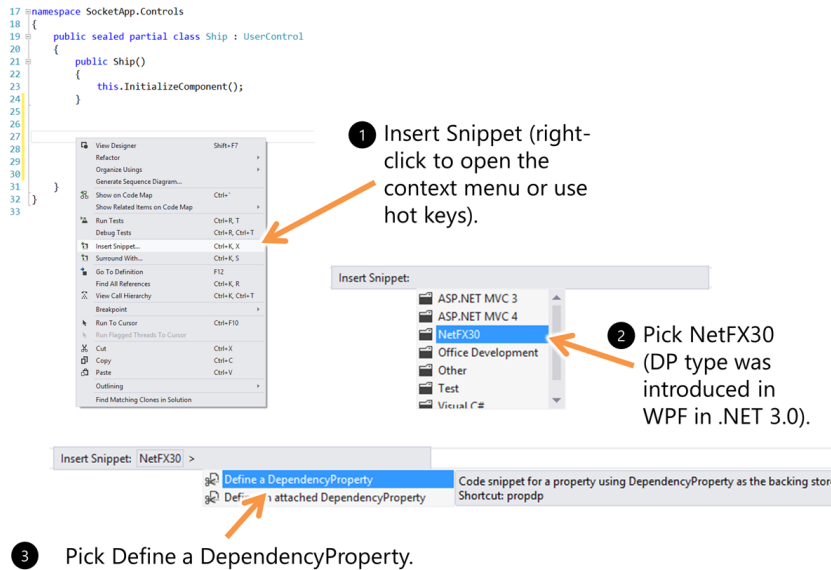 17 namespace SocketApp.Controls
18 {
19 public sealed partial class Ship : UserControl
20 {
21 public Ship()
22 {
23 this.InitializeComponent();
24 }
25
26
27
28
29
30
31 }
32 }
33
View Designer Shift+F7
Refactor
Organize Usings
Generate Sequence Diagram...
Show on Code Map Ctrl+`
Show Related Items on Code Map
Run Tests Ctrl+R, T
Debug Tests Ctrl+R, Ctrl+T
Insert Snippet... Ctrl+K, X
Surround With... Ctrl+K, S
Go To Definition F12
Find All References Ctrl+K, R
View Call Hierarchy Ctrl+K, Ctrl+T
Breakpoint
Run To Cursor Ctrl+F10
Run Flagged Threads To Cursor
Cut Ctrl+X
Copy Ctrl+C
Paste Ctrl+V
Outlining
Find Matching Clones in Solution
1 Insert Snippet (right-
click to open the
context menu or use
hot keys).
Insert Snippet:
ASP.NET MVC 3
ASP.NET MVC 4
NetFX30
Office Development
Other
Test
Visual C#
2 Pick NetFX30
(DP type was
introduced in
WPF in .NET 3.0).
Insert Snippet: NetFX30 >
Define a DependencyProperty
attached DependencyProperty
Code snippet for a property using DependencyProperty as the backing stor
Shortcut: propdp
3 Pick Define a DependencyProperty.